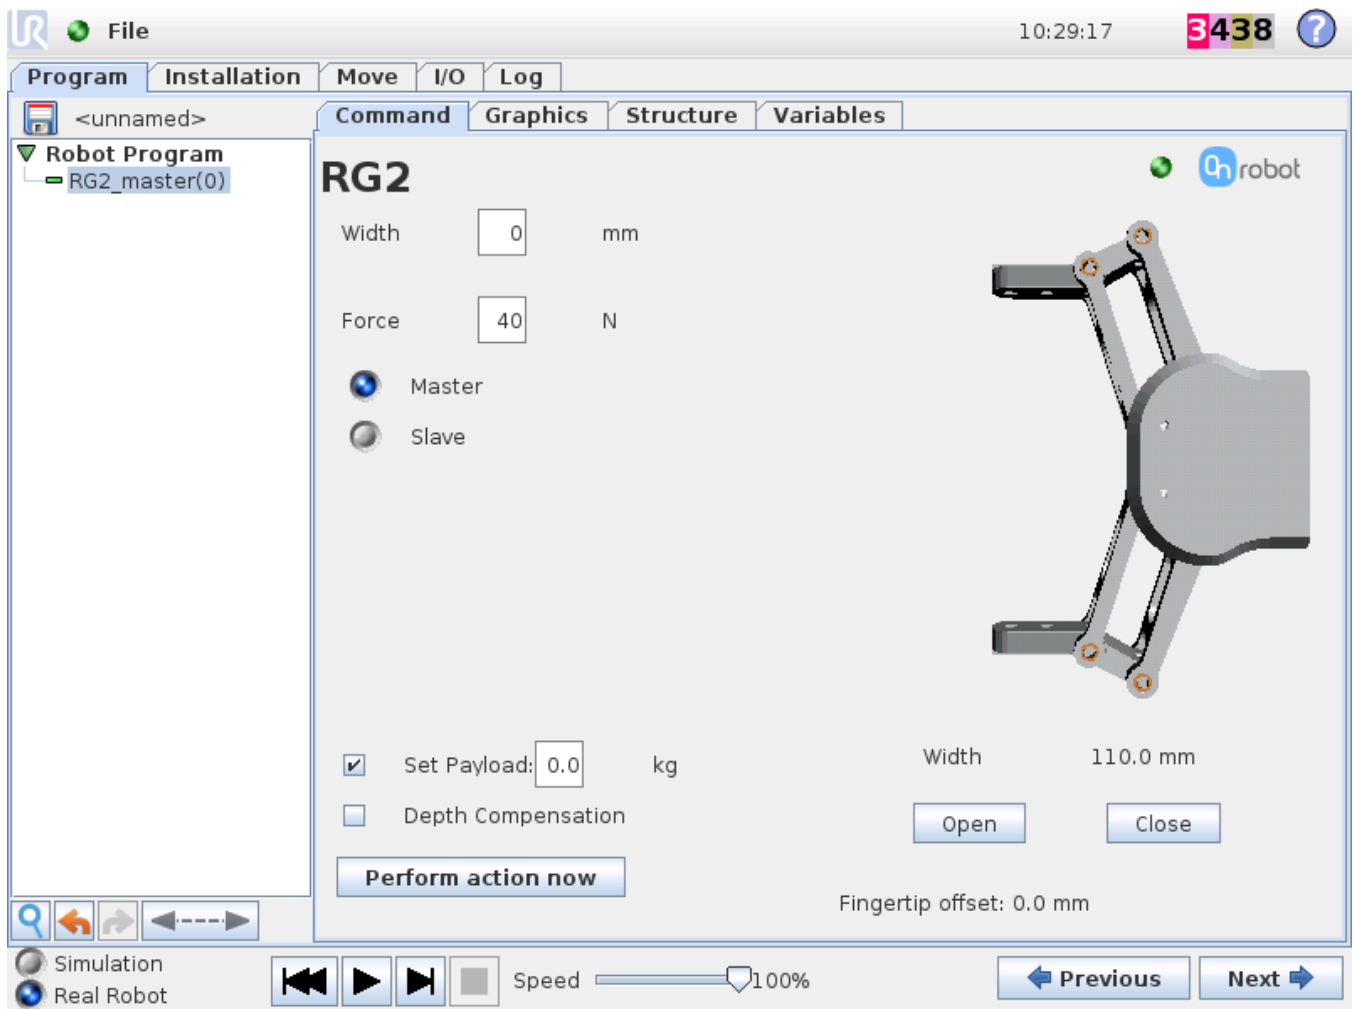 UR File 10:29:17 3438 ?
Program Installation Move I/O Log
<unnamed> Command Graphics Structure Variables
Robot Program
RG2_master(0)
RG2
On robot
Width 0 mm
Force 40 N
Master
Slave
Set Payload: 0.0 kg
Width 110.0 mm
Depth Compensation
Open Close
Perform action now
Fingertip offset: 0.0 mm
Simulation
Real Robot
Speed 100%
Previous Next